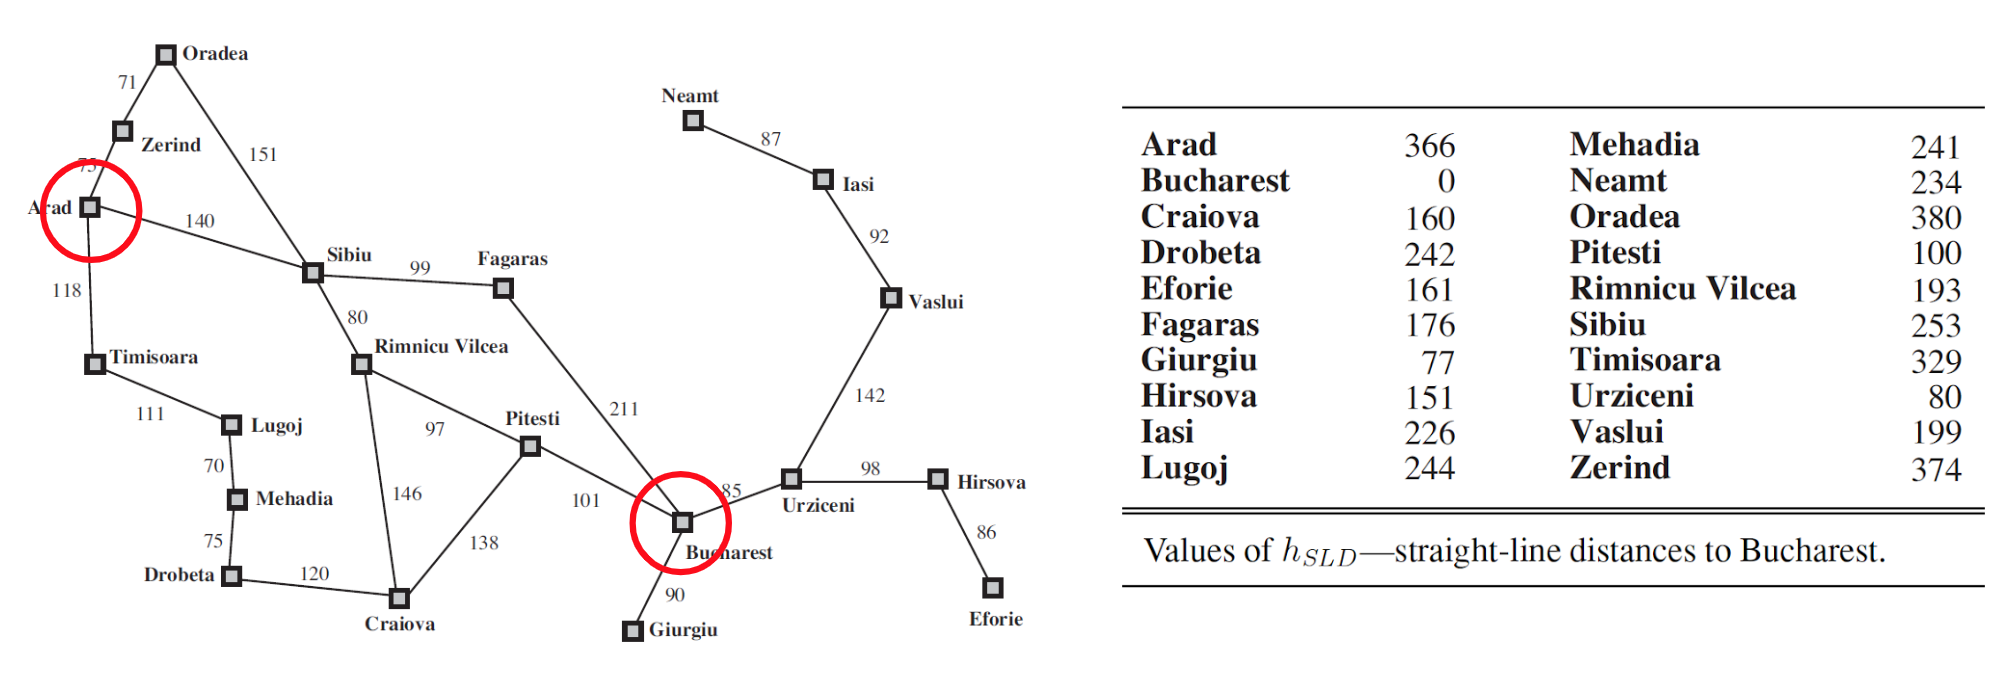 Oradea
71
Neamt
87
Zerind
151
75
Iasi
Arad
140
92
Sibiu
Fagaras
99
118
Vaslui
80
Timisoara
Rimnicu Vilcea
142
211
111
Lugoj
97
Pitesti
70
98
Hirsova
146
101
85
Urziceni
Mehadia
86
75
138
Bucharest
Drobeta
120
90
Craiova
Giurgiu
Eforie
Arad 366 Mehadia 241
Bucharest 0 Neamt 234
Craiova 160 Oradea 380
Drobeta 242 Pitesti 100
Eforie 161 Rimnicu Vilcea 193
Fagaras 176 Sibiu 253
Giurgiu 77 Timisoara 329
Hirsova 151 Urziceni 80
Iasi 226 Vaslui 199
Lugoj 244 Zerind 374
Values of hSLD—straight-line distances to Bucharest.